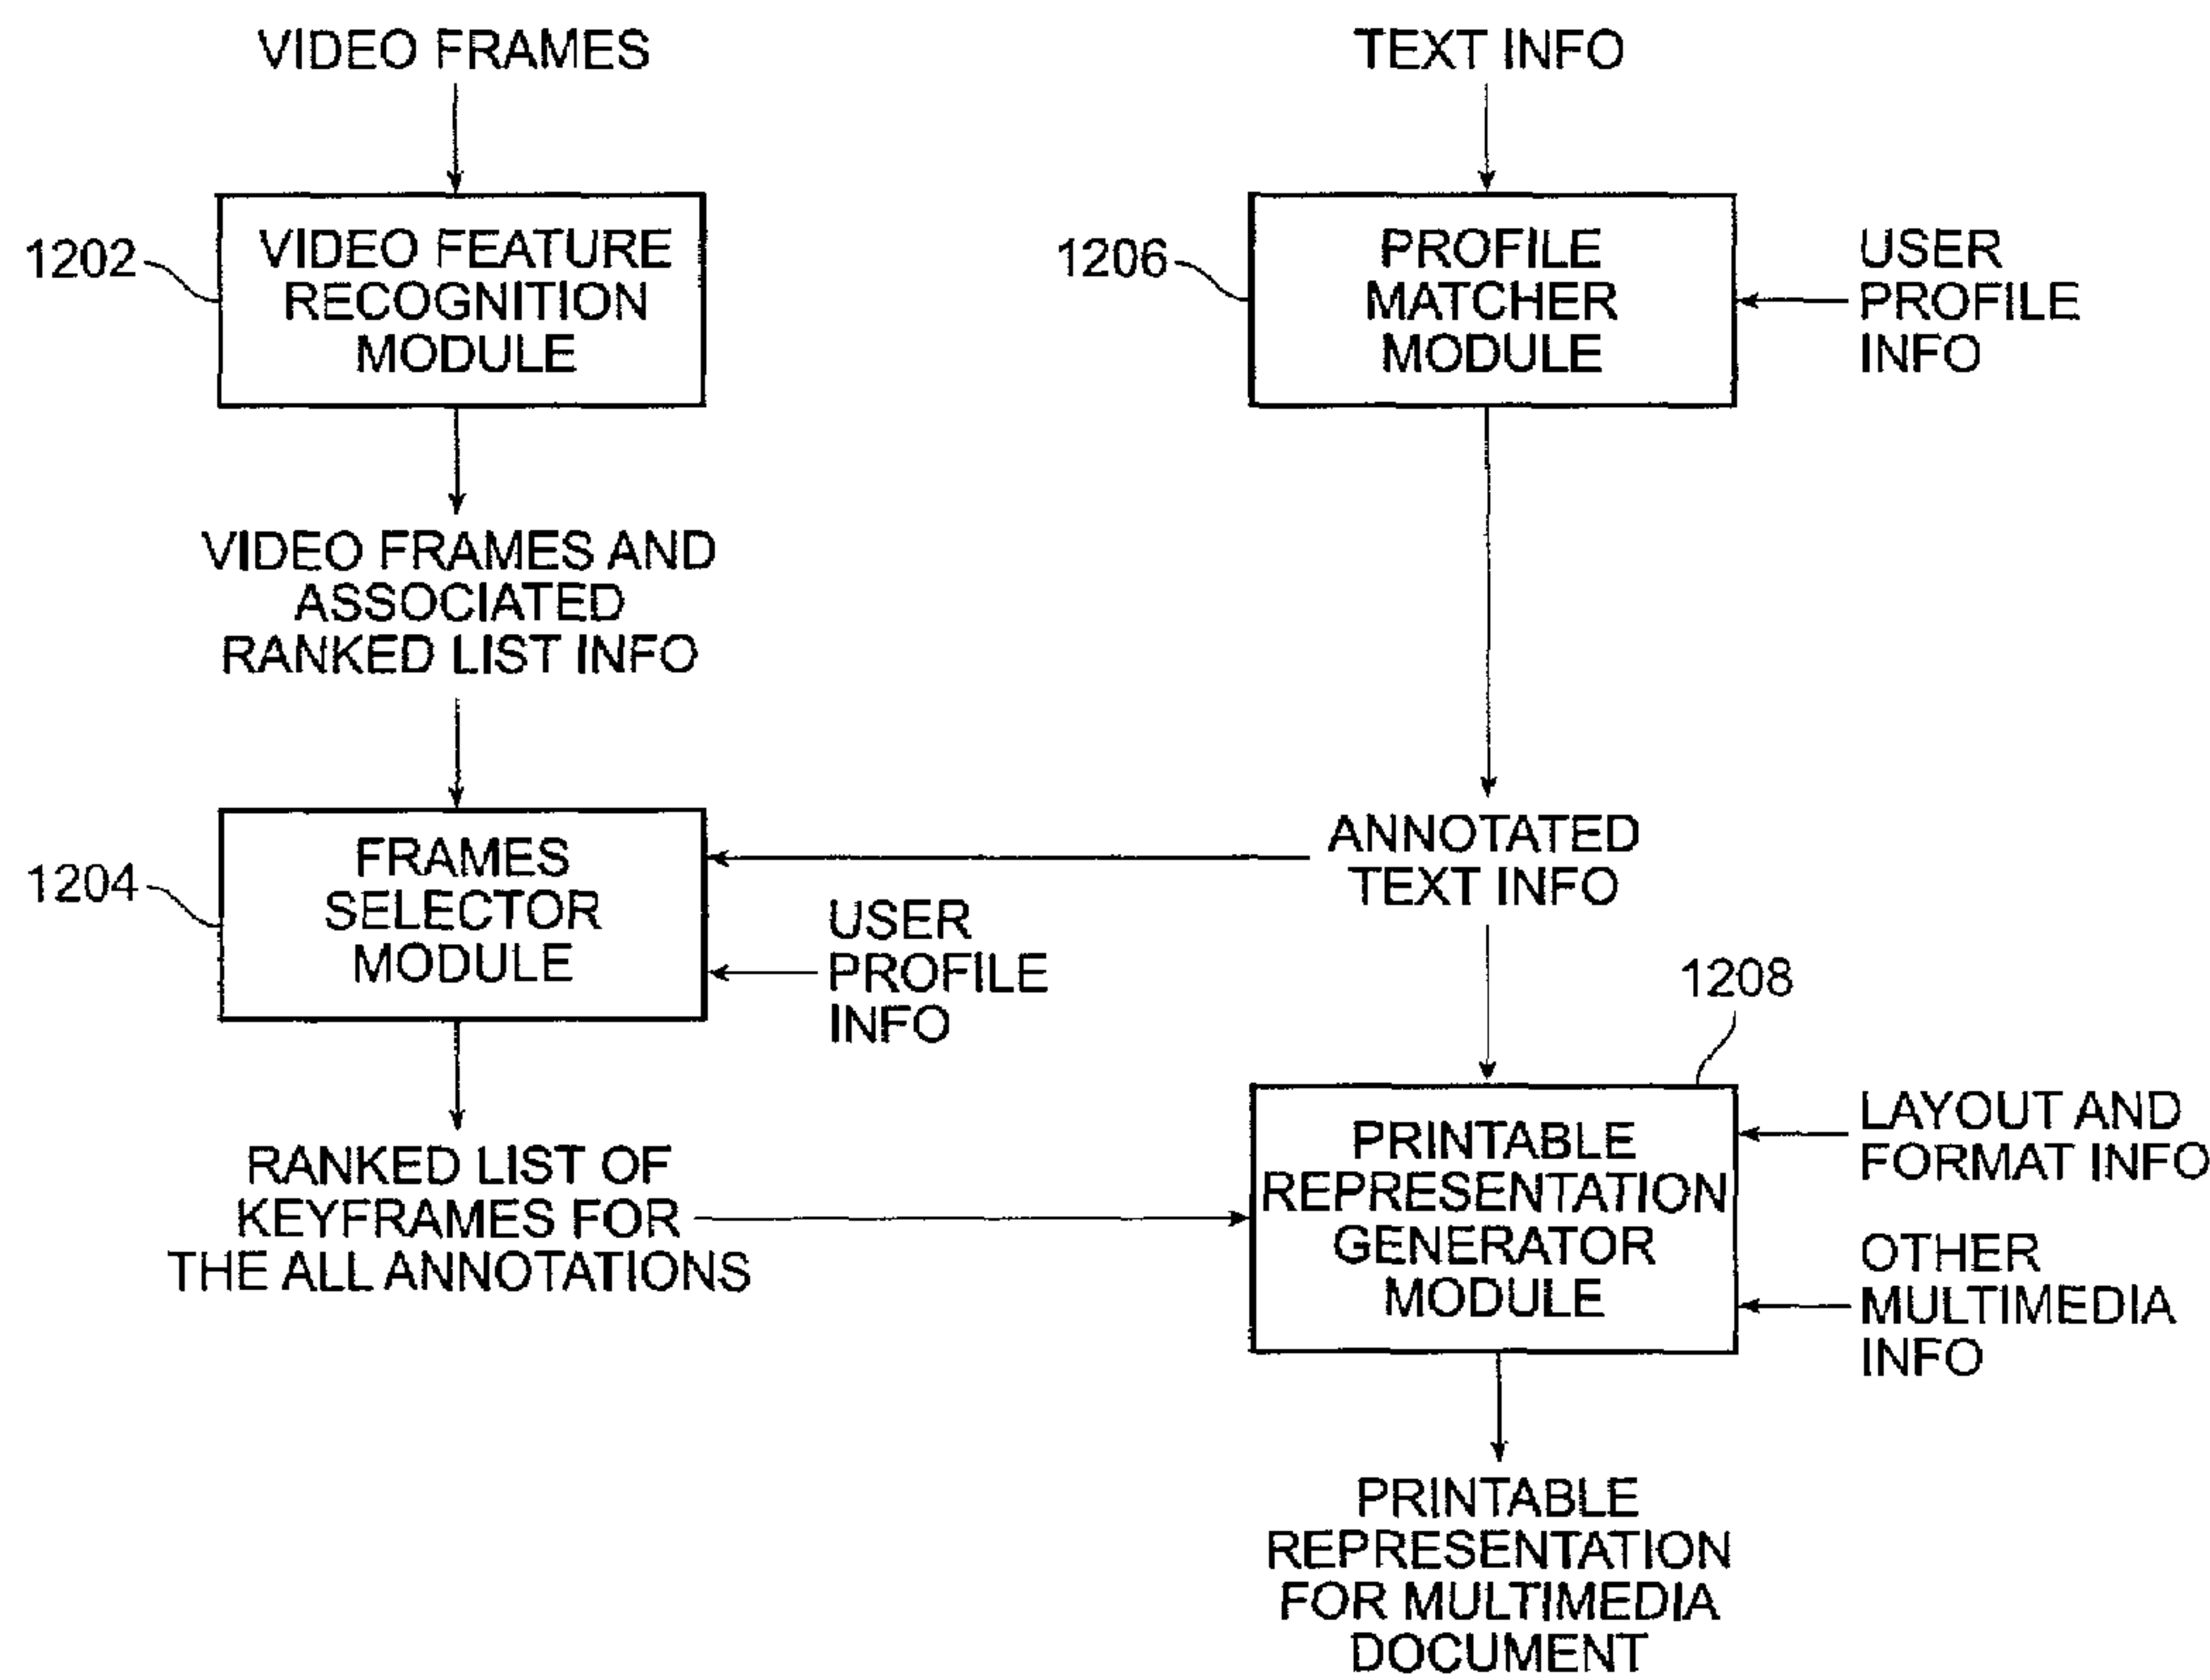 VIDEO FRAMES
TEXT INFO
1202
VIDEO FEATURE
RECOGNITION
MODULE
1206
PROFILE
MATCHER
MODULE
USER
PROFILE
INFO
VIDEO FRAMES AND
ASSOCIATED
RANKED LIST INFO
1204
FRAMES
SELECTOR
MODULE
ANNOTATED
TEXT INFO
USER
PROFILE
INFO
1208
RANKED LIST OF
KEYFRAMES FOR
THE ALL ANNOTATIONS
PRINTABLE
REPRESENTATION
GENERATOR
MODULE
LAYOUT AND
FORMAT INFO
OTHER
MULTIMEDIA
INFO
PRINTABLE
REPRESENTATION
FOR MULTIMEDIA
DOCUMENT